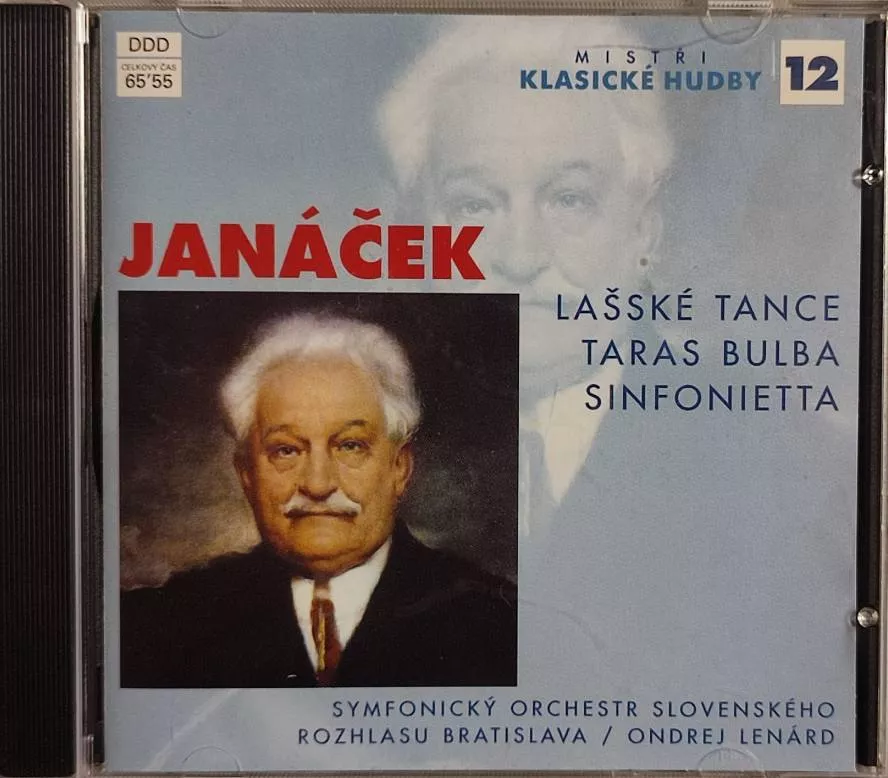 DDD
CELKOVÝ ČAS
65'55
MISTŘI
KLASICKÉ HUDBY
12
JANÁČEK
LAŠSKÉ TANCE
TARAS BULBA
SINFONIETTA
SYMFONICKÝ ORCHESTR SLOVENSKÉHO
ROZHLASU BRATISLAVA / ONDREJ LENÁRD